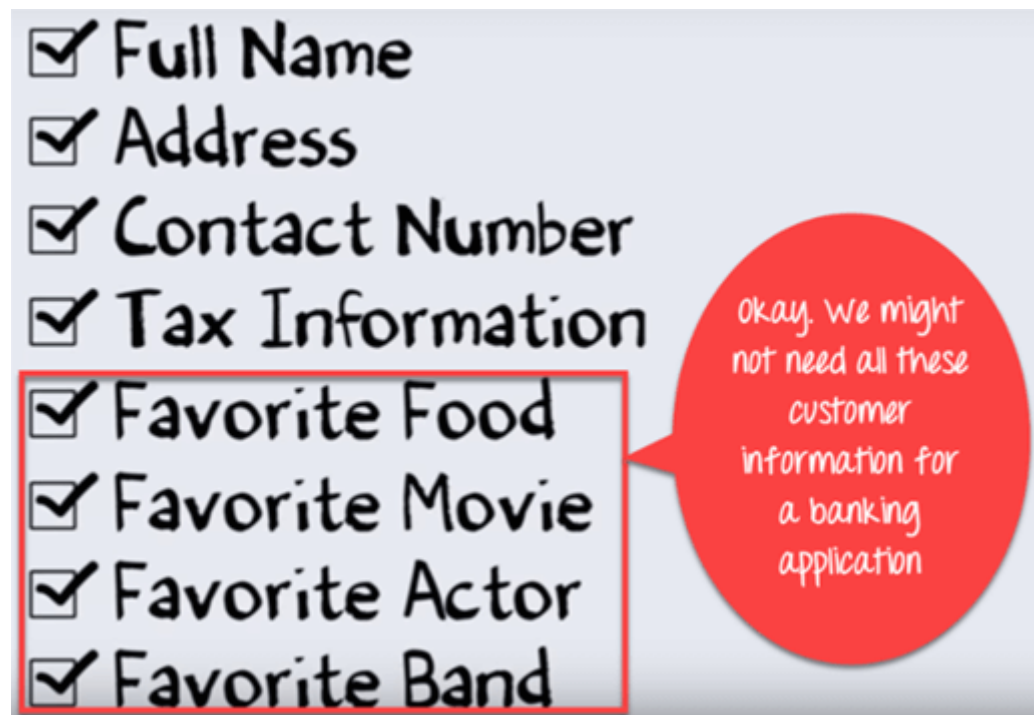 Full Name
Address
Contact Number
Tax Information
Favorite Food
Favorite Movie
Favorite Actor
Favorite Band
Okay. We might
not need all these
customer
information for
a banking
application